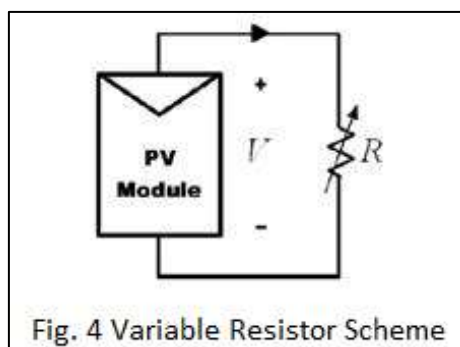 +
PV
V
R
Module
-
Fig. 4 Variable Resistor Scheme